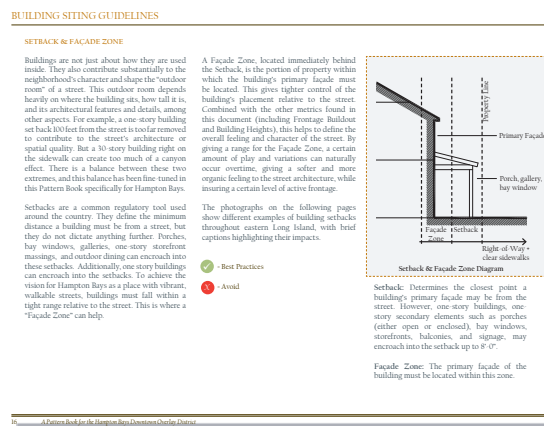 BUILDING SITING GUIDELINES
SETBACK & FAÇADE ZONE
Buildings are not just about how they are used
inside. They also contribute substantially to the
neighborhood's character and shape the "outdoor
room" of a street. This outdoor room depends
heavily on where the building sits, how tall it is,
and its architectural features and details, among
other aspects. For example, a one-story building
set back 100 feet from the street is too far removed
to contribute to the street's architecture or
spatial quality. But a 30-story building right on
the sidewalk can create too much of a canyon
effect. There is a balance between these two
extremes, and this balance has been fine-tuned in
this Pattern Book specifically for Hampton Bays.
Setbacks are a common regulatory tool used
around the country. They define the minimum
distance a building must be from a street, but
they do not dictate anything further. Porches,
bay windows, galleries, one-story storefront
massings, and outdoor dining can encroach into
these setbacks. Additionally, one story buildings
can encroach into the setbacks. To achieve the
vision for Hampton Bays as a place with vibrant,
walkable streets, buildings must fall within a
tight range relative to the street. This is where a
"Façade Zone" can help.
A Façade Zone, located immediately behind
the Setback, is the portion of property within
which the building's primary façade must
be located. This gives tighter control of the
building's placement relative to the street.
Combined with the other metrics found in
this document (including Frontage Buildout
and Building Heights), this helps to define the
overall feeling and character of the street. By
giving a range for the Façade Zone, a certain
amount of play and variations can naturally
occur overtime, giving a softer and more
organic feeling to the street architecture, while
insuring a certain level of active frontage.
The photographs on the following pages
show different examples of building setbacks
throughout eastern Long Island, with brief
captions highlighting their impacts.
✓ - Best Practices
X - Avoid
Property Line
Primary Façade
Porch, gallery,
bay window
Façade Zone
Setback
Right-of-Way +
clear sidewalks
Setback & Façade Zone Diagram
Setback: Determines the closest point a
building's primary façade may be from the
street. However, one-story buildings, one-
story secondary elements such as porches
(either open or enclosed), bay windows,
storefronts, balconies, and signage, may
encroach into the setback up to 8'-0".
Façade Zone: The primary façade of the
building must be located within this zone.
16 A Pattern Book for the Hampton Bays Downtown Overlay District